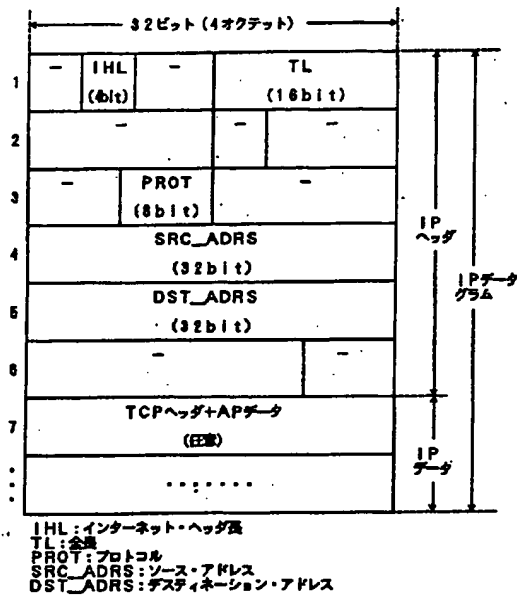 32ビット(4オクテット)
1 － IHL (4bit) － TL (16bit)
2 － － －
3 － PROT (8bit) －
4 SRC_ADRS (32bit)
5 DST_ADRS (32bit)
6 － －
7 TCPヘッダ+APデータ (任意)
・・・ ・・・・・・・
IP ヘッダ
IP データ
IPデータ グラム
IHL:インターネット・ヘッダ長
TL:全長
PROT:プロトコル
SRC_ADRS:ソース・アドレス
DST_ADRS:デスティネーション・アドレス